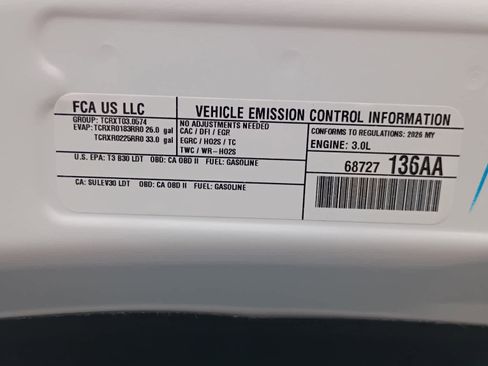 FCA US LLC
VEHICLE EMISSION CONTROL INFORMATION
GROUP: TCRXT03.0574
EVAP: TCRXR0183RR0 26.0 gal
TCRXR0225RR0 33.0 gal
NO ADJUSTMENTS NEEDED
CAC / DFI / EGR
EGRC / HO2S / TC
TWC / WR-HO2S
CONFORMS TO REGULATIONS: 2026 MY
ENGINE: 3.0L
U.S. EPA: T3 B30 LDT OBD: CA OBD II FUEL: GASOLINE
68727 136AA
CA: SULEV30 LDT OBD: CA OBD II FUEL: GASOLINE